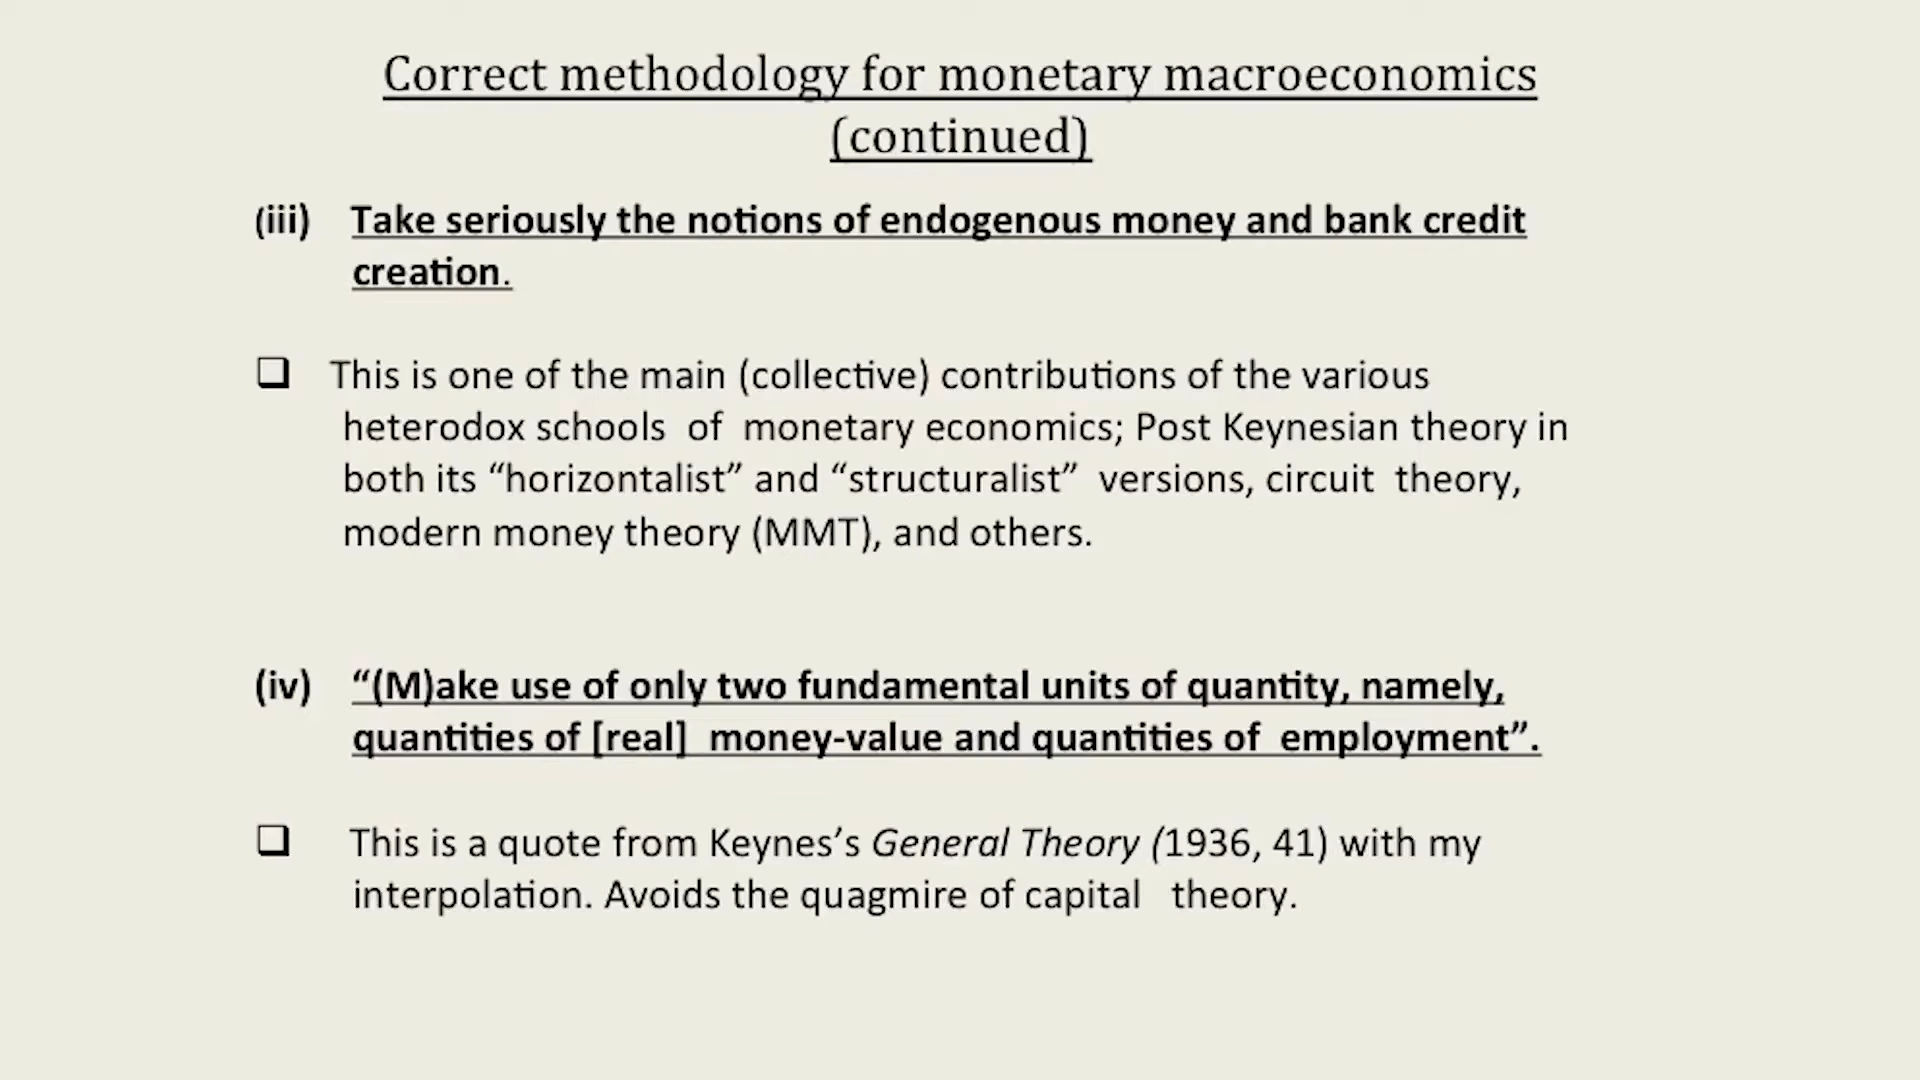 Correct methodology for monetary macroeconomics
(continued)
(iii) Take seriously the notions of endogenous money and bank credit
creation.
❑ This is one of the main (collective) contributions of the various
heterodox schools of monetary economics; Post Keynesian theory in
both its “horizontalist” and “structuralist” versions, circuit theory,
modern money theory (MMT), and others.
(iv) “(M)ake use of only two fundamental units of quantity, namely,
quantities of [real] money-value and quantities of employment”.
❑ This is a quote from Keynes’s General Theory (1936, 41) with my
interpolation. Avoids the quagmire of capital theory.